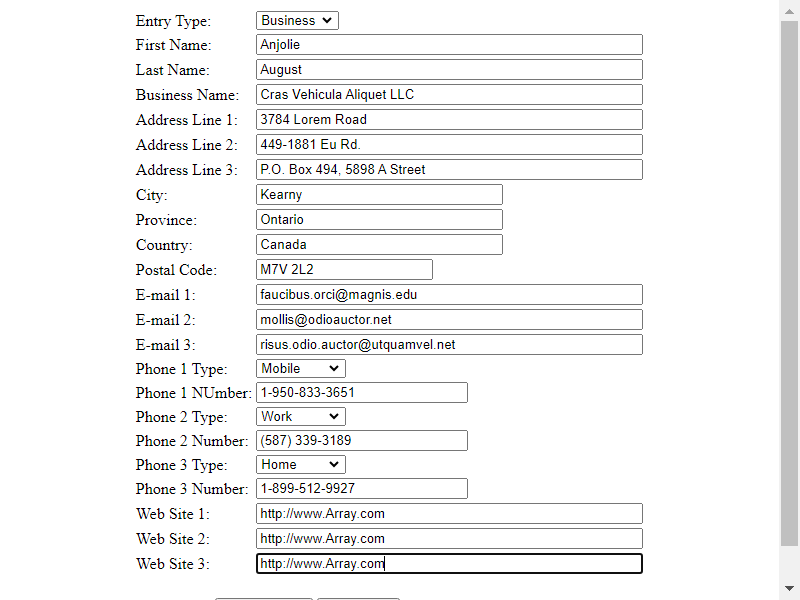 Entry Type: Business
First Name: Anjolie
Last Name: August
Business Name: Cras Vehicula Aliquet LLC
Address Line 1: 3784 Lorem Road
Address Line 2: 449-1881 Eu Rd.
Address Line 3: P.O. Box 494, 5898 A Street
City: Kearny
Province: Ontario
Country: Canada
Postal Code: M7V 2L2
E-mail 1: faucibus.orci@magnis.edu
E-mail 2: mollis@odioauctor.net
E-mail 3: risus.odio.auctor@utquamvel.net
Phone 1 Type: Mobile
Phone 1 NUmber: 1-950-833-3651
Phone 2 Type: Work
Phone 2 Number: (587) 339-3189
Phone 3 Type: Home
Phone 3 Number: 1-899-512-9927
Web Site 1: http://www.Array.com
Web Site 2: http://www.Array.com
Web Site 3: http://www.Array.com